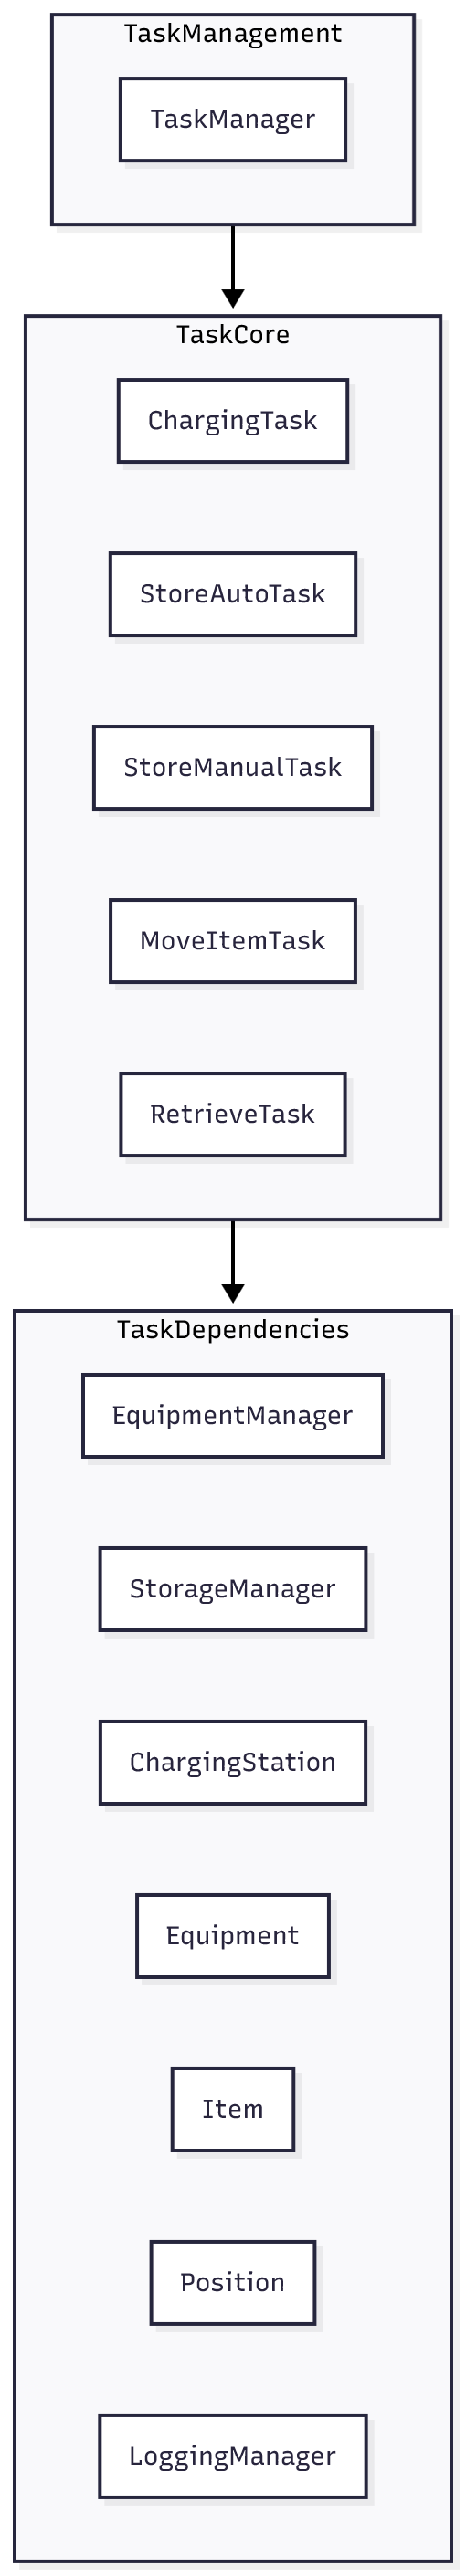 TaskManagement
TaskManager
TaskCore
ChargingTask
StoreAutoTask
StoreManualTask
MoveItemTask
RetrieveTask
TaskDependencies
EquipmentManager
StorageManager
ChargingStation
Equipment
Item
Position
LoggingManager